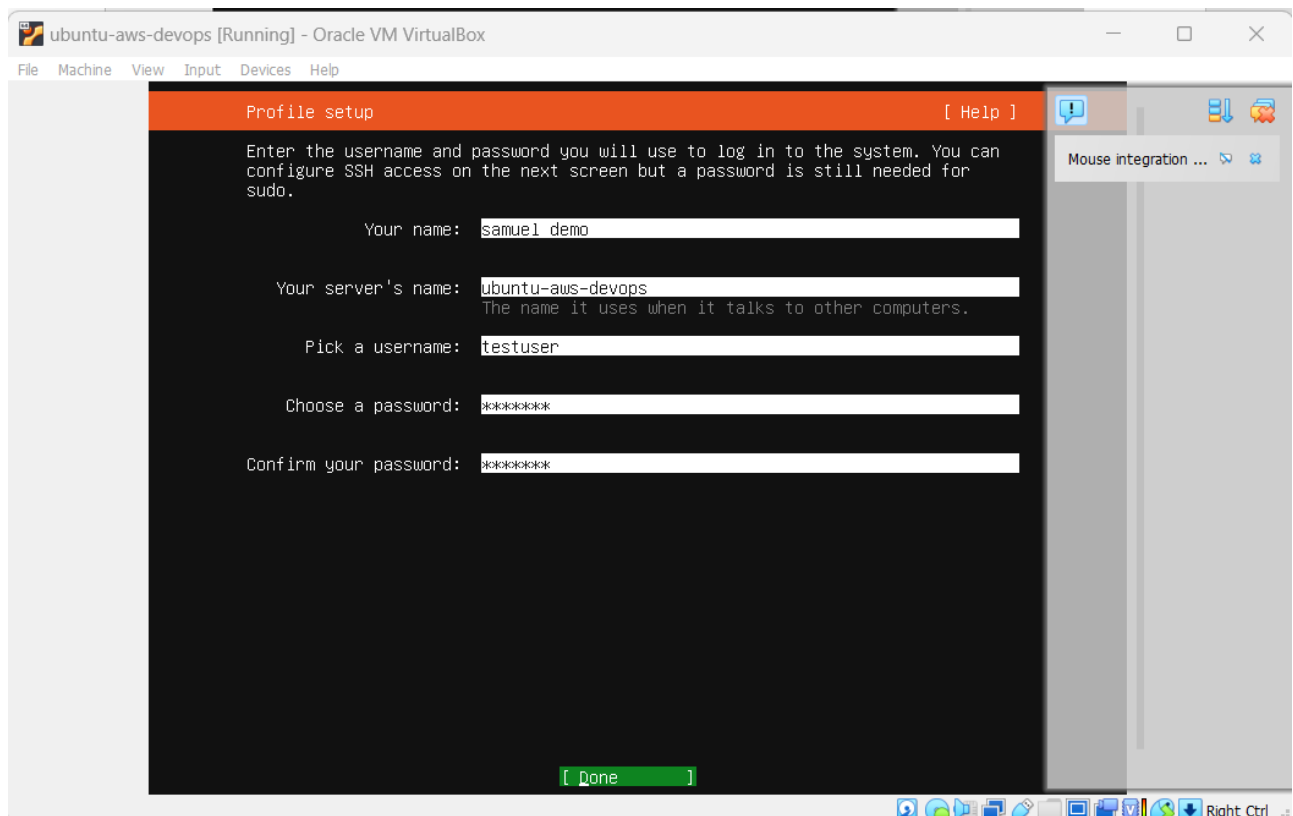 ubuntu-aws-devops [Running] - Oracle VM VirtualBox
File Machine View Input Devices Help
Profile setup [ Help ]
Enter the username and password you will use to log in to the system. You can
configure SSH access on the next screen but a password is still needed for
sudo.
Your name: samuel demo
Your server's name: ubuntu-aws-devops
The name it uses when it talks to other computers.
Pick a username: testuser
Choose a password: *******
Confirm your password: *******
[ Done ]
Mouse integration ...
Right Ctrl